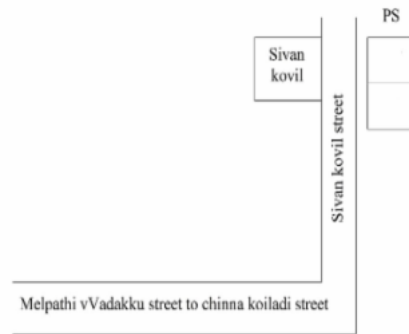 PS
Sivan
kovil
Sivan kovil street
Melpathi vVadakku street to chinna koiladi street